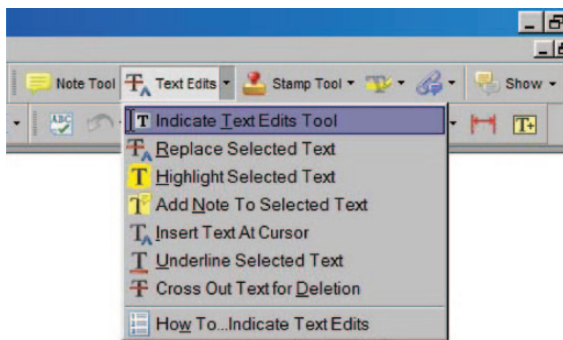 Note Tool Text Edits Stamp Tool Show
ABC T+
T Indicate Text Edits Tool
Replace Selected Text
Highlight Selected Text
Add Note To Selected Text
Insert Text At Cursor
Underline Selected Text
Cross Out Text for Deletion
How To...Indicate Text Edits